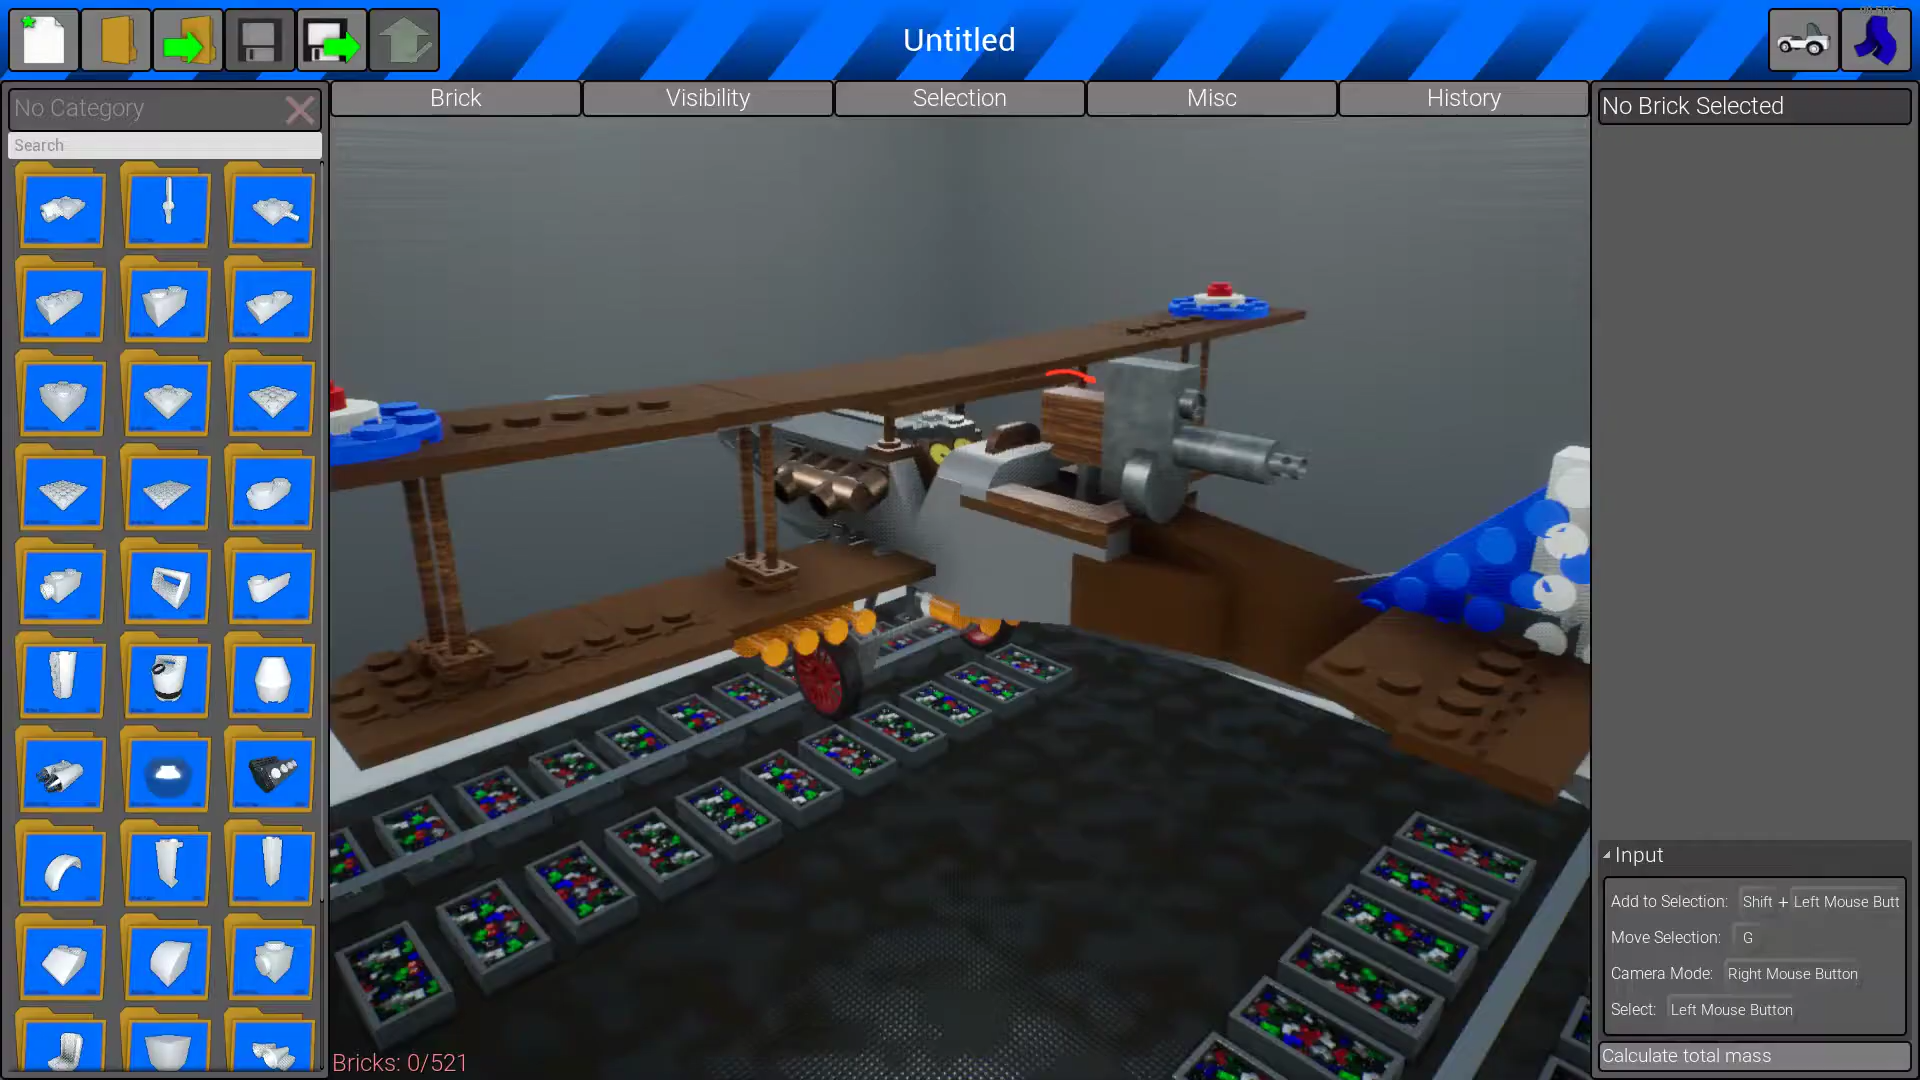 Untitled
No Category
Search
Brick
Visibility
Selection
Misc
History
No Brick Selected
Input
Add to Selection: Shift + Left Mouse Butt
Move Selection: G
Camera Mode: Right Mouse Button
Select: Left Mouse Button
Calculate total mass
Bricks: 0/521